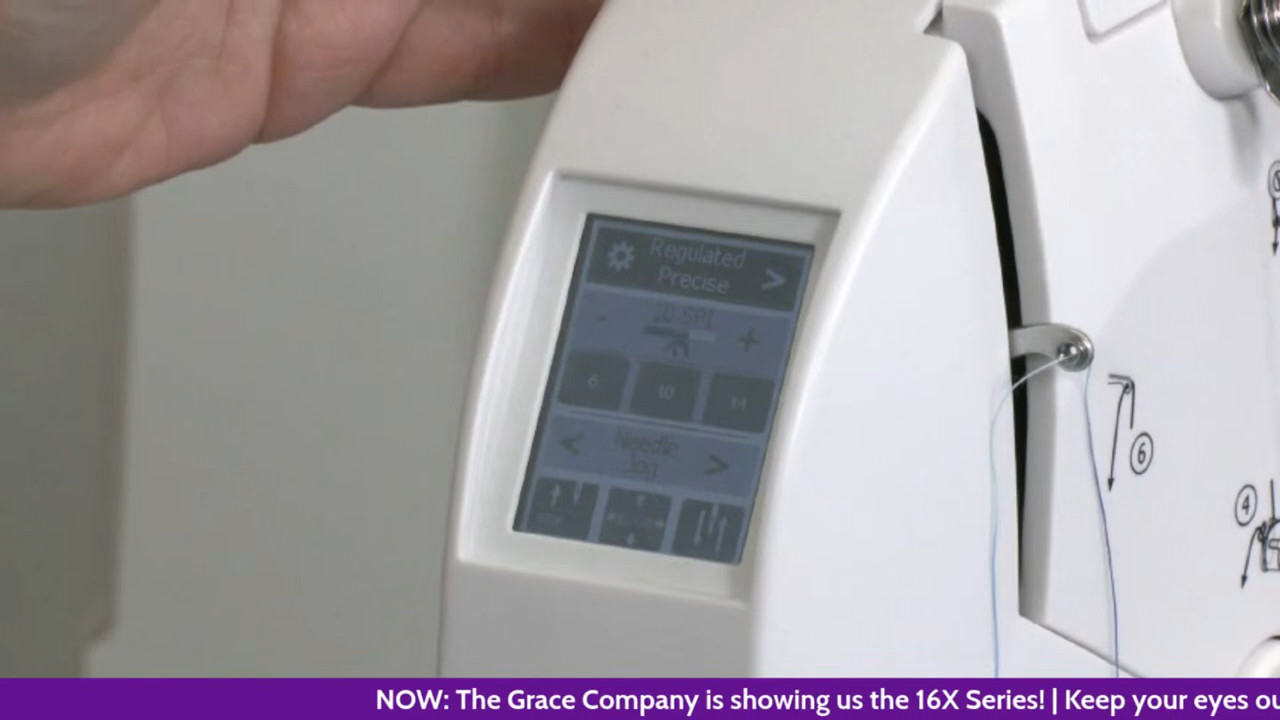 Regulated
Precise
- 10 SPI +
6 10 14
Needle
Jog
6
4
NOW: The Grace Company is showing us the 16X Series! | Keep your eyes ou